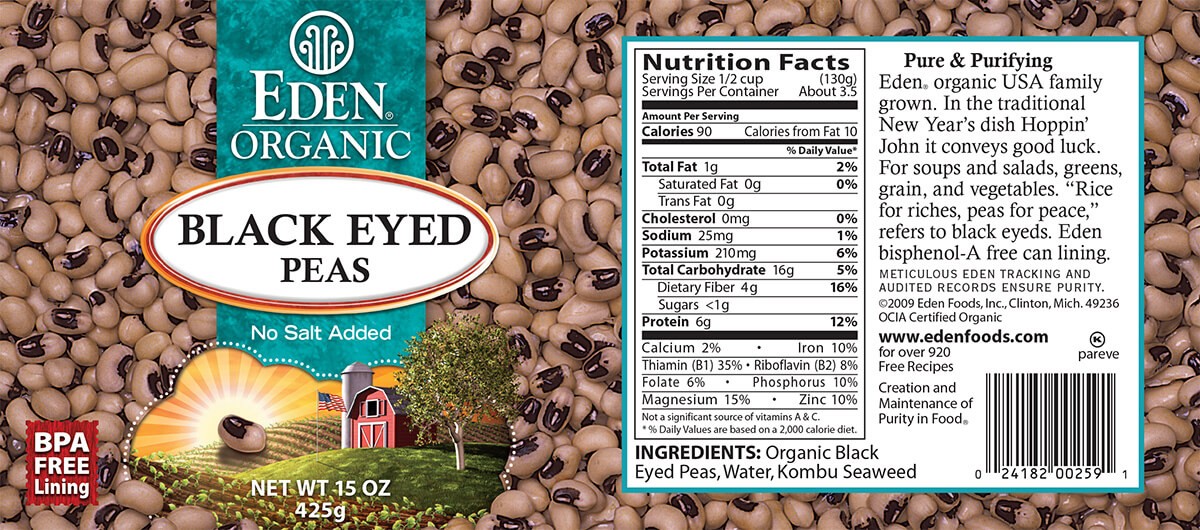 EDEN®
ORGANIC
BLACK EYED
PEAS
No Salt Added
BPA
FREE
Lining
NET WT 15 OZ
425g
Nutrition Facts
Serving Size 1/2 cup (130g)
Servings Per Container About 3.5
Amount Per Serving
Calories 90 Calories from Fat 10
% Daily Value*
Total Fat 1g 2%
Saturated Fat 0g 0%
Trans Fat 0g
Cholesterol 0mg 0%
Sodium 25mg 1%
Potassium 210mg 6%
Total Carbohydrate 16g 5%
Dietary Fiber 4g 16%
Sugars <1g
Protein 6g 12%
Calcium 2% • Iron 10%
Thiamin (B1) 35% • Riboflavin (B2) 8%
Folate 6% • Phosphorus 10%
Magnesium 15% • Zinc 10%
Not a significant source of vitamins A & C.
* % Daily Values are based on a 2,000 calorie diet.
INGREDIENTS: Organic Black
Eyed Peas, Water, Kombu Seaweed
Pure & Purifying
Eden® organic USA family
grown. In the traditional
New Year's dish Hoppin'
John it conveys good luck.
For soups and salads, greens,
grain, and vegetables. “Rice
for riches, peas for peace,”
refers to black eyeds. Eden
bisphenol-A free can lining.
METICULOUS EDEN TRACKING AND
AUDITED RECORDS ENSURE PURITY.
©2009 Eden Foods, Inc., Clinton, Mich. 49236
OCIA Certified Organic
www.edenfoods.com
for over 920
Free Recipes
K
pareve
Creation and
Maintenance of
Purity in Food®
0 24182 00259 1